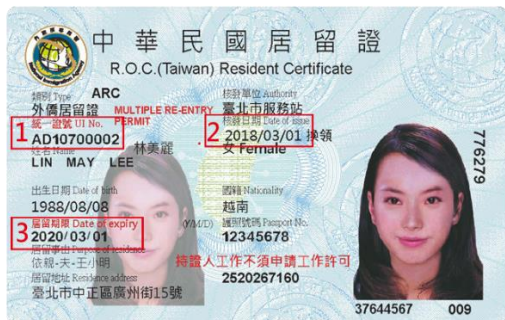 中華民國居留證
R.O.C.(Taiwan) Resident Certificate
類別 Type ARC
外僑居留證 MULTIPLE RE-ENTRY PERMIT
核發單位 Authority
臺北市服務站
1 統一證號 UI No.
AD10700002
2 核發日期 Date of issue
2018/03/01 換領
姓名 Name 林美麗 女 Female
LIN MAY LEE
出生日期 Date of birth
1988/08/08
國籍 Nationality
越南
3 居留期限 Date of expiry
2020/03/01 (Y/M/D)
護照號碼 Passport No.
12345678
居留事由 Purpose of residence
依親-夫-王小明
持證人工作不須申請工作許可
居留地址 Residence address
2520267160
臺北市中正區廣州街15號
778279
37644567 009